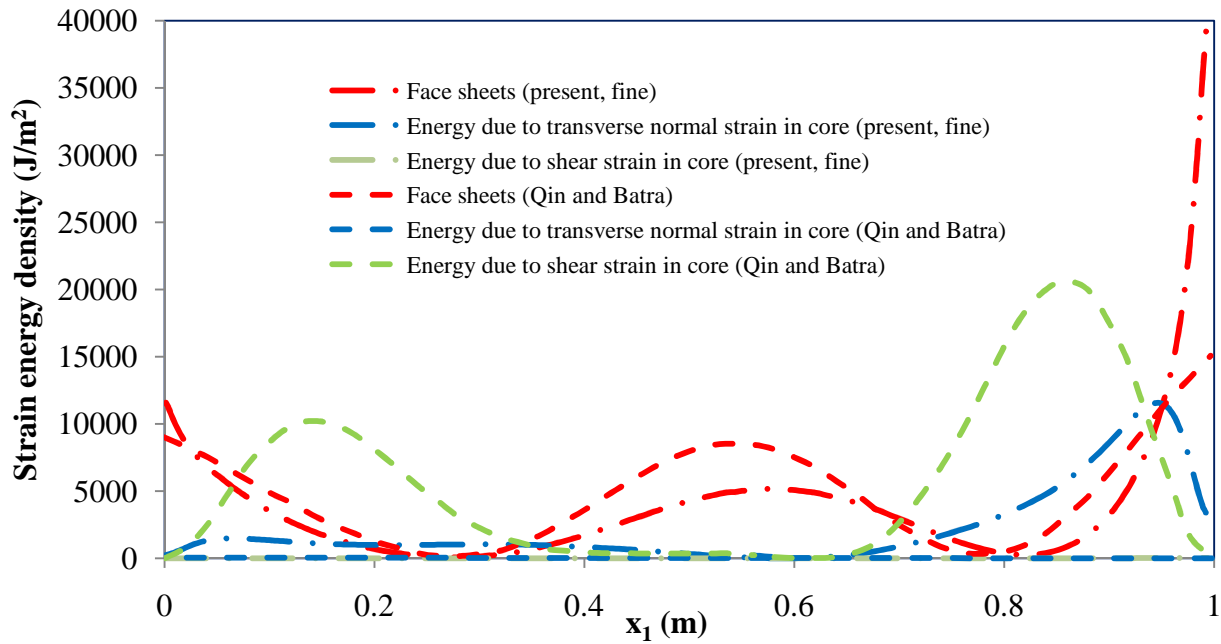 Strain energy density (J/m²)
40000
35000
30000
25000
20000
15000
10000
5000
0
Face sheets (present, fine)
Energy due to transverse normal strain in core (present, fine)
Energy due to shear strain in core (present, fine)
Face sheets (Qin and Batra)
Energy due to transverse normal strain in core (Qin and Batra)
Energy due to shear strain in core (Qin and Batra)
0 0.2 0.4 0.6 0.8 1
x₁ (m)